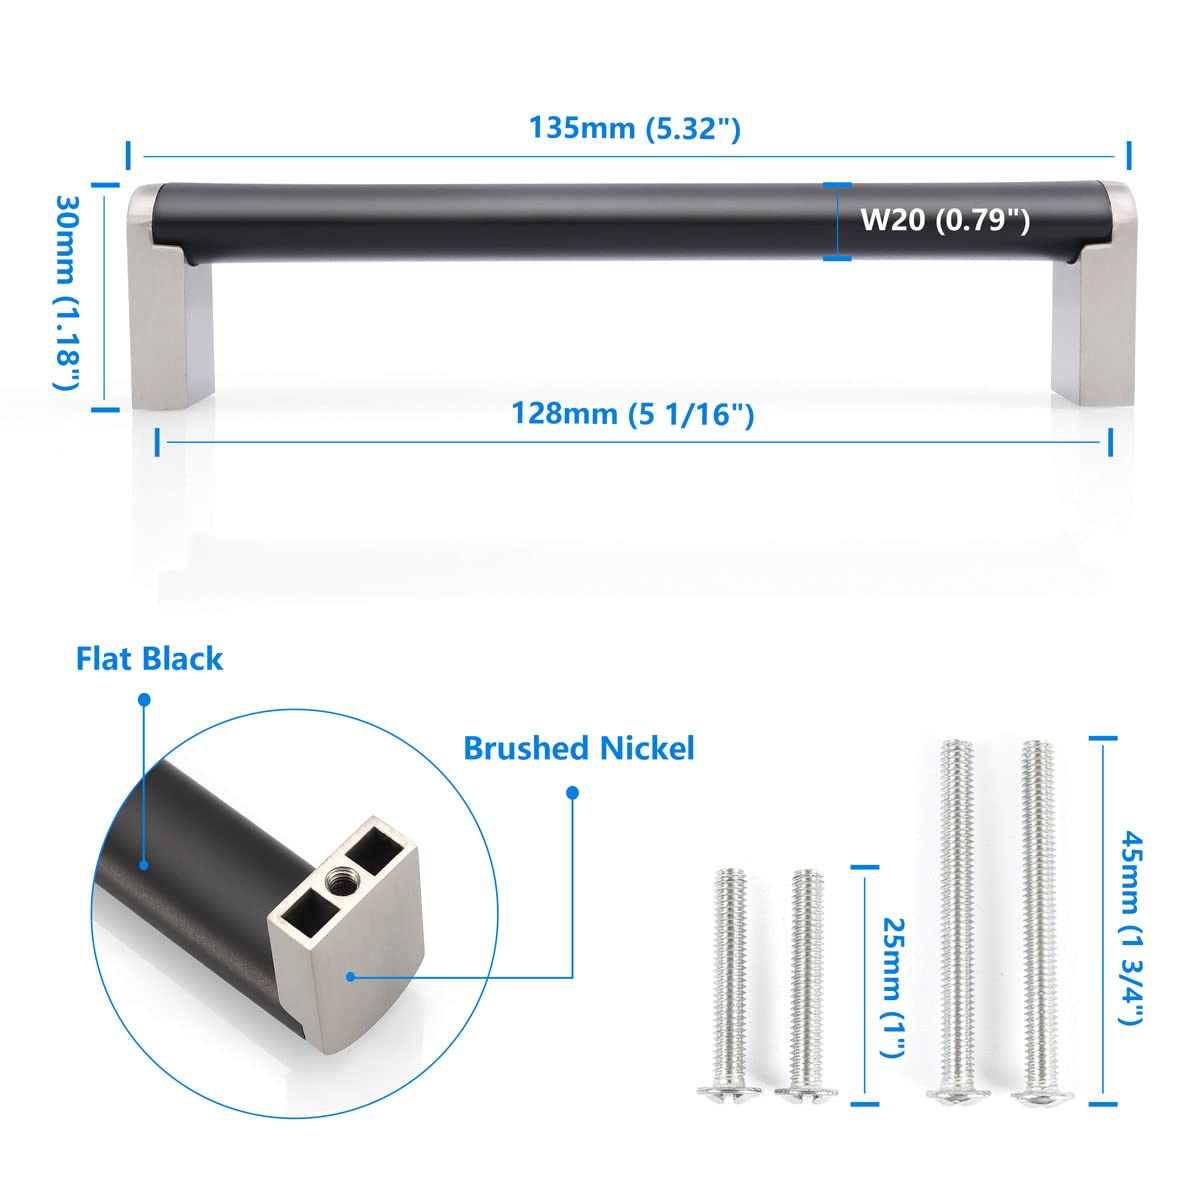 135mm (5.32")
30mm (1.18")
W20 (0.79")
128mm (5 1/16")
Flat Black
Brushed Nickel
25mm (1")
45mm (1 3/4")